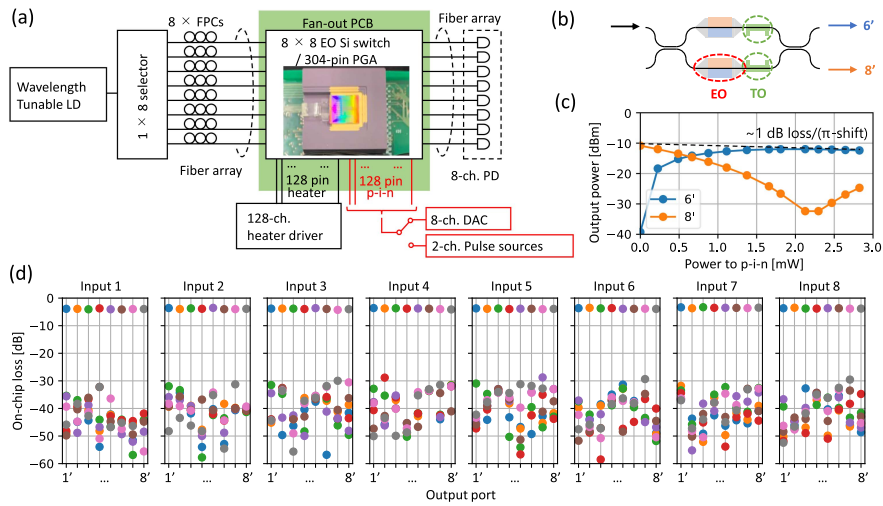 (a)
8 × FPCs
Fan-out PCB
Fiber array
8 × 8 EO Si switch
/ 304-pin PGA
Wavelength
Tunable LD
1 × 8 selector
Fiber array
8-ch. PD
... ...
128 pin
heater
... ...
128 pin
p-i-n
128-ch.
heater driver
8-ch. DAC
2-ch. Pulse sources
(b)
6′
8′
EO
TO
(c)
Output power [dBm]
0
−10
−20
−30
−40
~1 dB loss/(π-shift)
6′
8′
0.0 0.5 1.0 1.5 2.0 2.5 3.0
Power to p-i-n [mW]
(d)
Input 1 Input 2 Input 3 Input 4 Input 5 Input 6 Input 7 Input 8
On-chip loss [dB]
0
−10
−20
−30
−40
−50
−60
1′ ... 8′ 1′ ... 8′ 1′ ... 8′ 1′ ... 8′ 1′ ... 8′ 1′ ... 8′ 1′ ... 8′ 1′ ... 8′
Output port